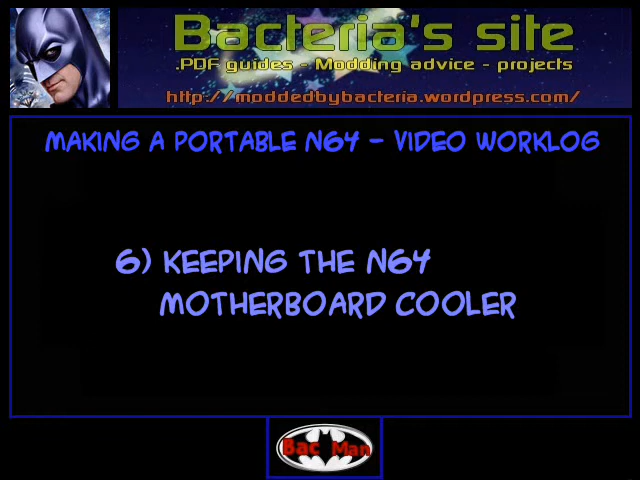 Bacteria's site
.PDF guides - Modding advice - projects
http://moddedbybacteria.wordpress.com/
MAKING A PORTABLE N64 - VIDEO WORKLOG
6) KEEPING THE N64
MOTHERBOARD COOLER
Bac Man